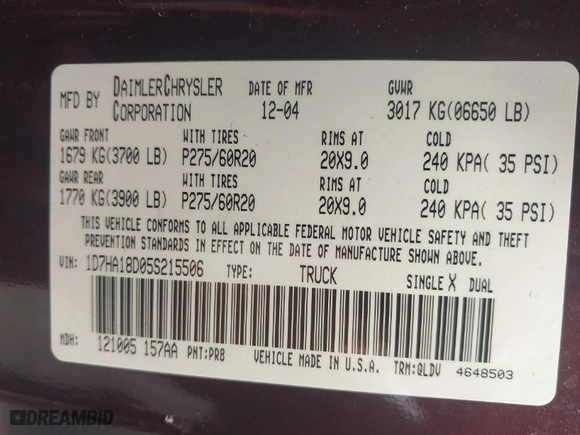 MFD BY DAIMLERCHRYSLER CORPORATION DATE OF MFR 12-04 GVWR 3017 KG(06650 LB)
GAWR FRONT WITH TIRES RIMS AT COLD
1679 KG(3700 LB) P275/60R20 20X9.0 240 KPA( 35 PSI)
GAWR REAR WITH TIRES RIMS AT COLD
1770 KG(3900 LB) P275/60R20 20X9.0 240 KPA( 35 PSI)
THIS VEHICLE CONFORMS TO ALL APPLICABLE FEDERAL MOTOR VEHICLE SAFETY AND THEFT
PREVENTION STANDARDS IN EFFECT ON THE DATE OF MANUFACTURE SHOWN ABOVE.
VIN: 1D7HA18D05S215506 TYPE: TRUCK SINGLE X DUAL
MDH: 121005 157AA PNT:PR8 VEHICLE MADE IN U.S.A. TRM:QLDV 4648503
DREAMBID